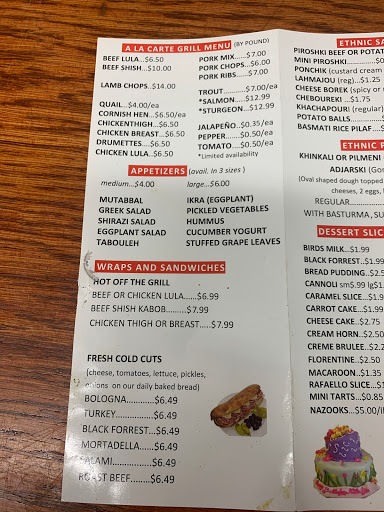 A LA CARTE GRILL MENU (BY POUND)
BEEF LULA...$6.50
BEEF SHISH...$10.00
LAMB CHOPS..$14.00
QUAIL...$4.00/ea
CORNISH HEN...$6.50/ea
CHICKENTHIGH...$6.50
CHICKEN BREAST...$6.50
DRUMETTES....$6.50
CHICKEN LULA...$6.50
PORK MIX......$7.00
PORK CHOPS....$6.00
PORK RIBS.....$7.00
TROUT.......$7.00/ea
*SALMON.....$12.99
*STURGEON...$12.99
JALAPEÑO..$0.35/ea
PEPPER......$0.50/ea
TOMATO....$0.50/ea
*Limited availability
APPETIZERS (avail. In 3 sizes )
medium...$4.00 large...$6.00
MUTABBAL
GREEK SALAD
SHIRAZI SALAD
EGGPLANT SALAD
TABOULEH
IKRA (EGGPLANT)
PICKLED VEGETABLES
HUMMUS
CUCUMBER YOGURT
STUFFED GRAPE LEAVES
WRAPS AND SANDWICHES
HOT OFF THE GRILL
BEEF OR CHICKEN LULA......$6.99
BEEF SHISH KABOB.........$7.99
CHICKEN THIGH OR BREAST.....$7.99
FRESH COLD CUTS
(cheese, tomatoes, lettuce, pickles,
onions on our daily baked bread)
BOLOGNA...........$6.49
TURKEY..............$6.49
BLACK FORREST...$6.49
MORTADELLA......$6.49
SALAMI...............$6.49
ROAST BEEF........$6.49
ETHNIC
PIROSHKI BEEF OR POTAT
MINI PIROSHKI
PONCHIK (custard cream
LAHMAJOU (reg)...$1.25
CHEESE BOREK (spicy or
CHEBOUREKI ...$1.75
KHACHAPOURI (regular)
POTATO BALLS
BASMATI RICE PILAF
ETHNIC
KHINKALI OR PILMENI
ADJARSKI
(Oval shaped dough topped
cheeses, 2 eggs,
REGULAR
WITH BASTURMA,
DESSERT SLIC
BIRDS MILK...$1.99
BLACK FORREST...$1.99
BREAD PUDDING..$2.5
CANNOLI sm$.99 lg$1.
CARAMEL SLICE...$1.9
CARROT CAKE...$1.99
CHEESE CAKE..$2.75
CREAM HORN..$2.50
CREME BRULEE..$2.2
FLORENTINE..$2.50
MACAROON..$1.35
RAFAELLO SLICE...$1
MINI TARTS...$0.85
NAZOOKS...$5.00/